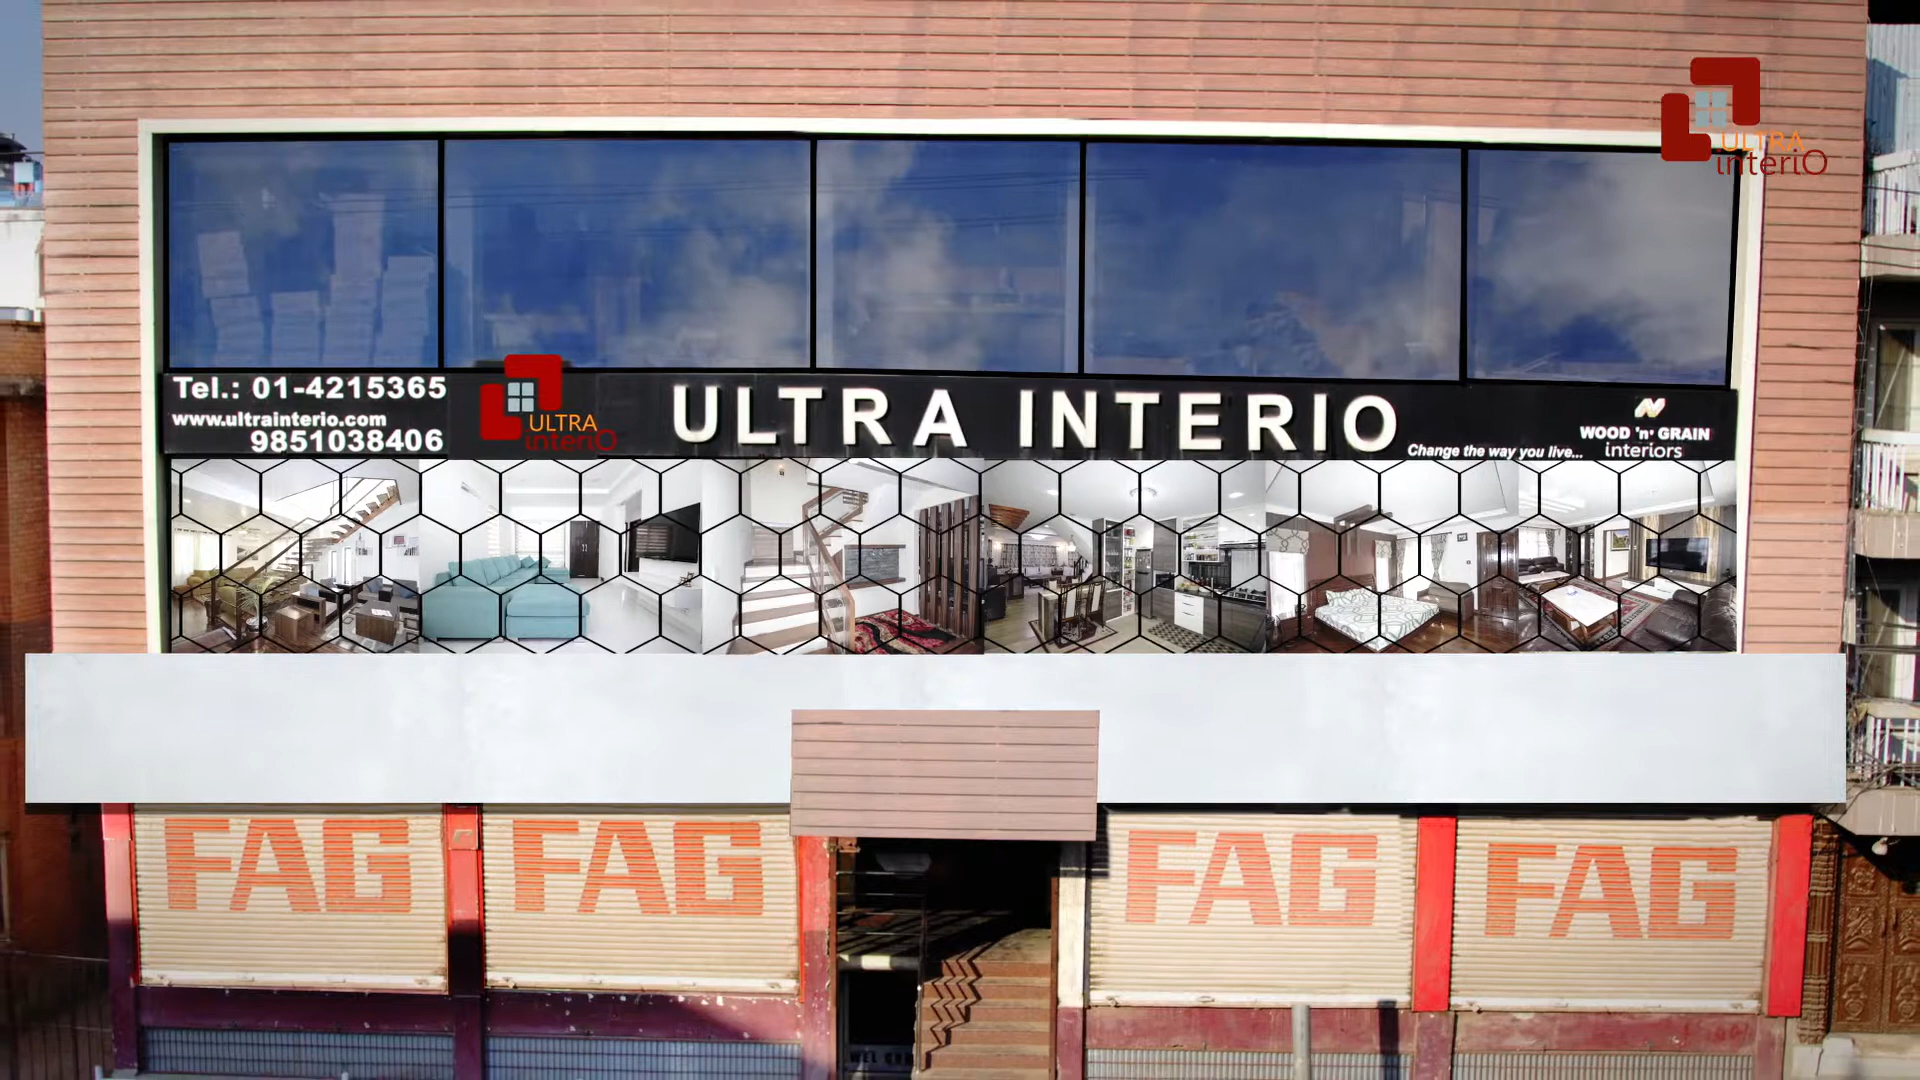 ULTRA
interiO
Tel.: 01-4215365
www.ultrainterio.com
9851038406
ULTRA
interiO
ULTRA INTERIO
Change the way you live...
WOOD 'n' GRAIN
interiors
FAG
FAG
FAG
FAG